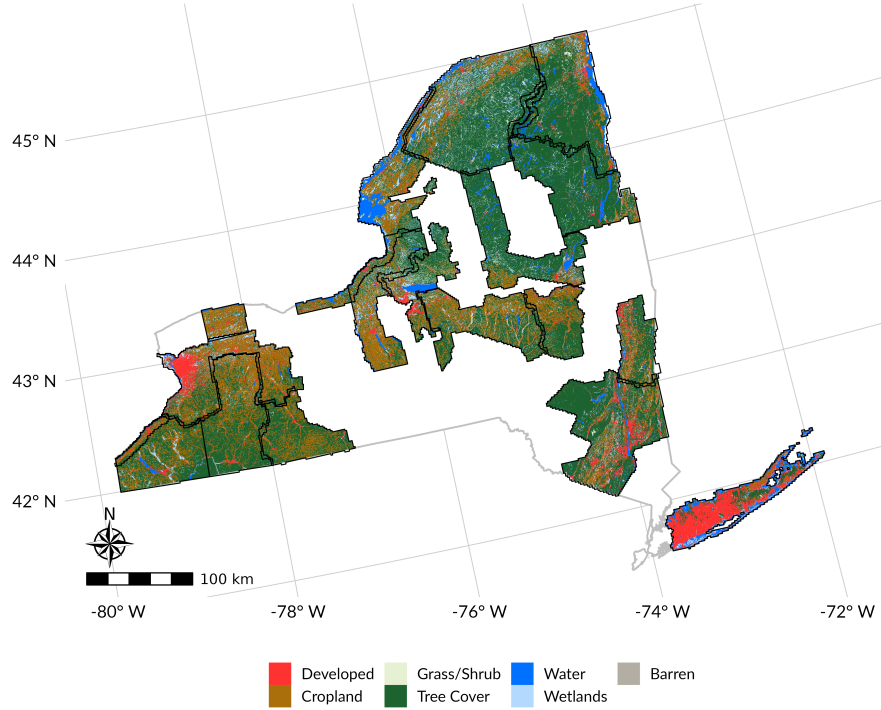 45° N
44° N
43° N
42° N
N
100 km
-80° W
-78° W
-76° W
-74° W
-72° W
Developed
Grass/Shrub
Water
Barren
Cropland
Tree Cover
Wetlands